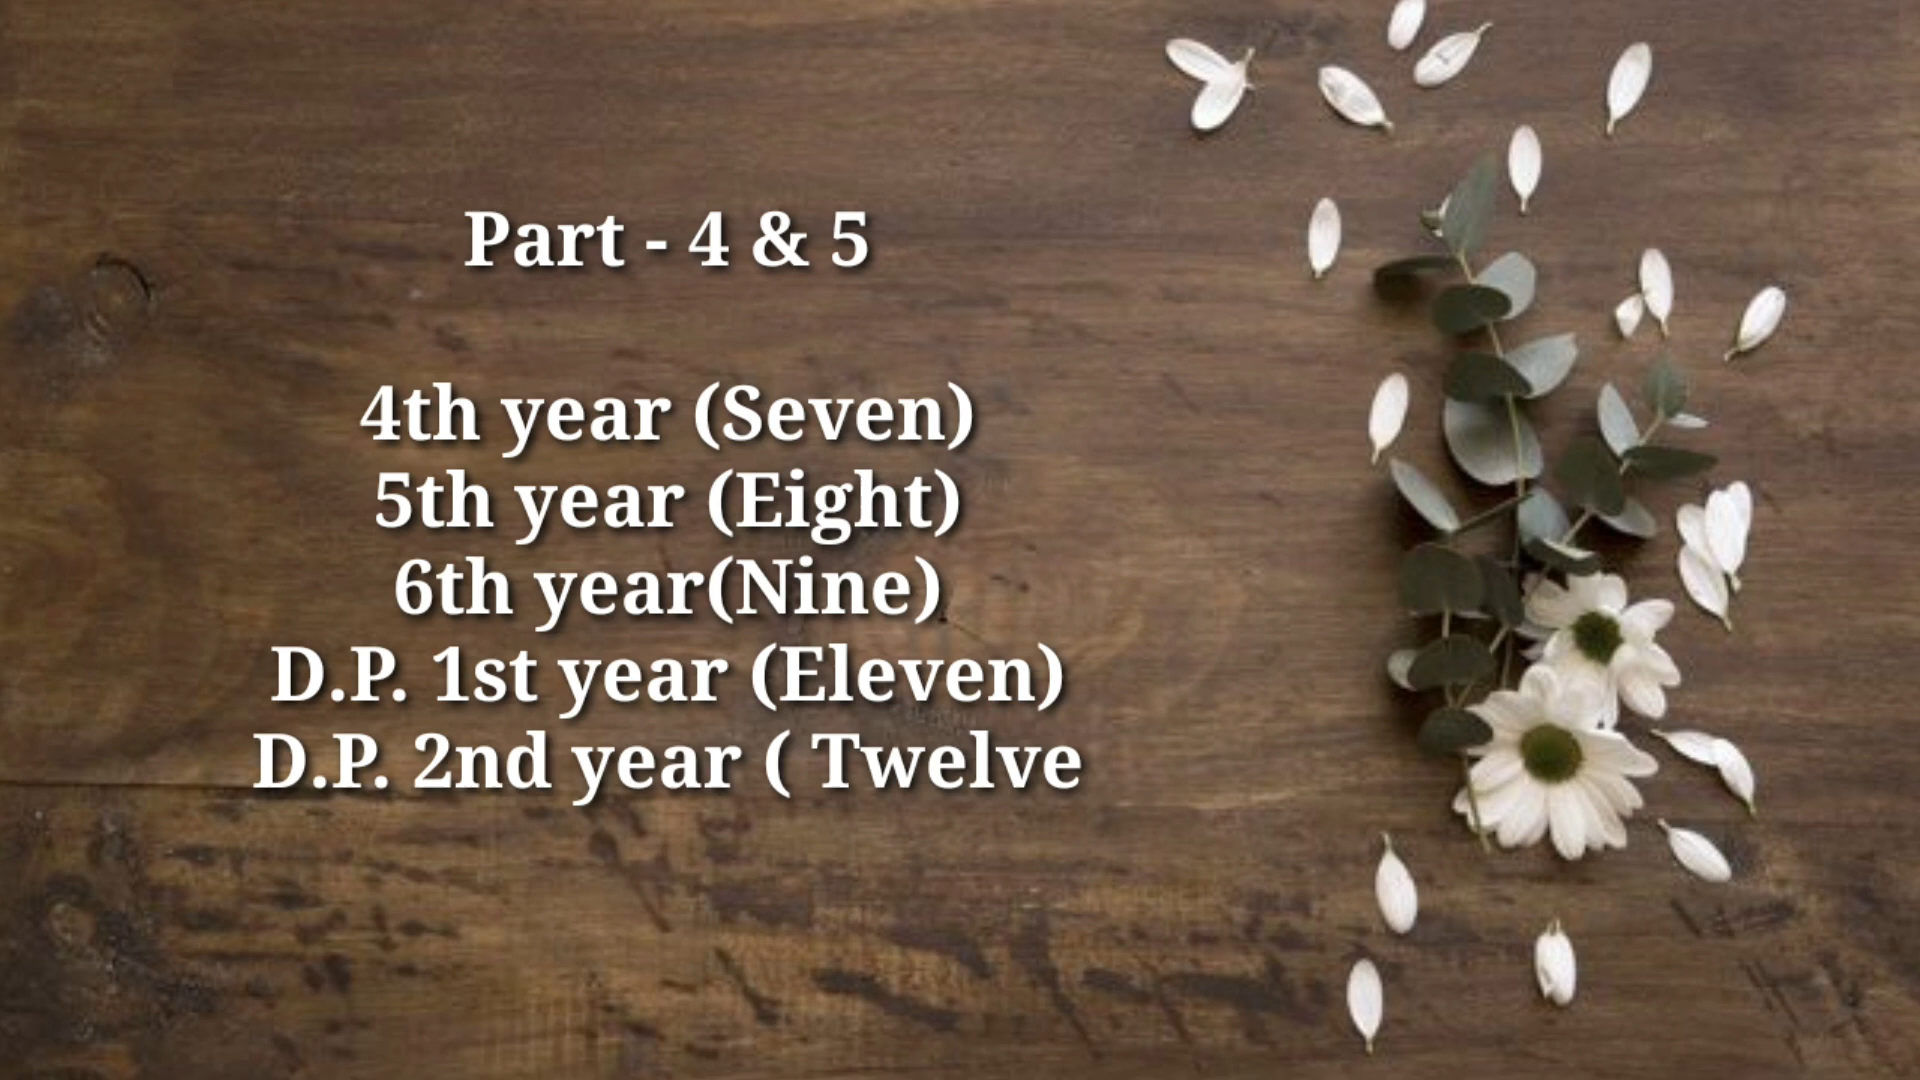 Part - 4 & 5
4th year (Seven)
5th year (Eight)
6th year(Nine)
D.P. 1st year (Eleven)
D.P. 2nd year ( Twelve